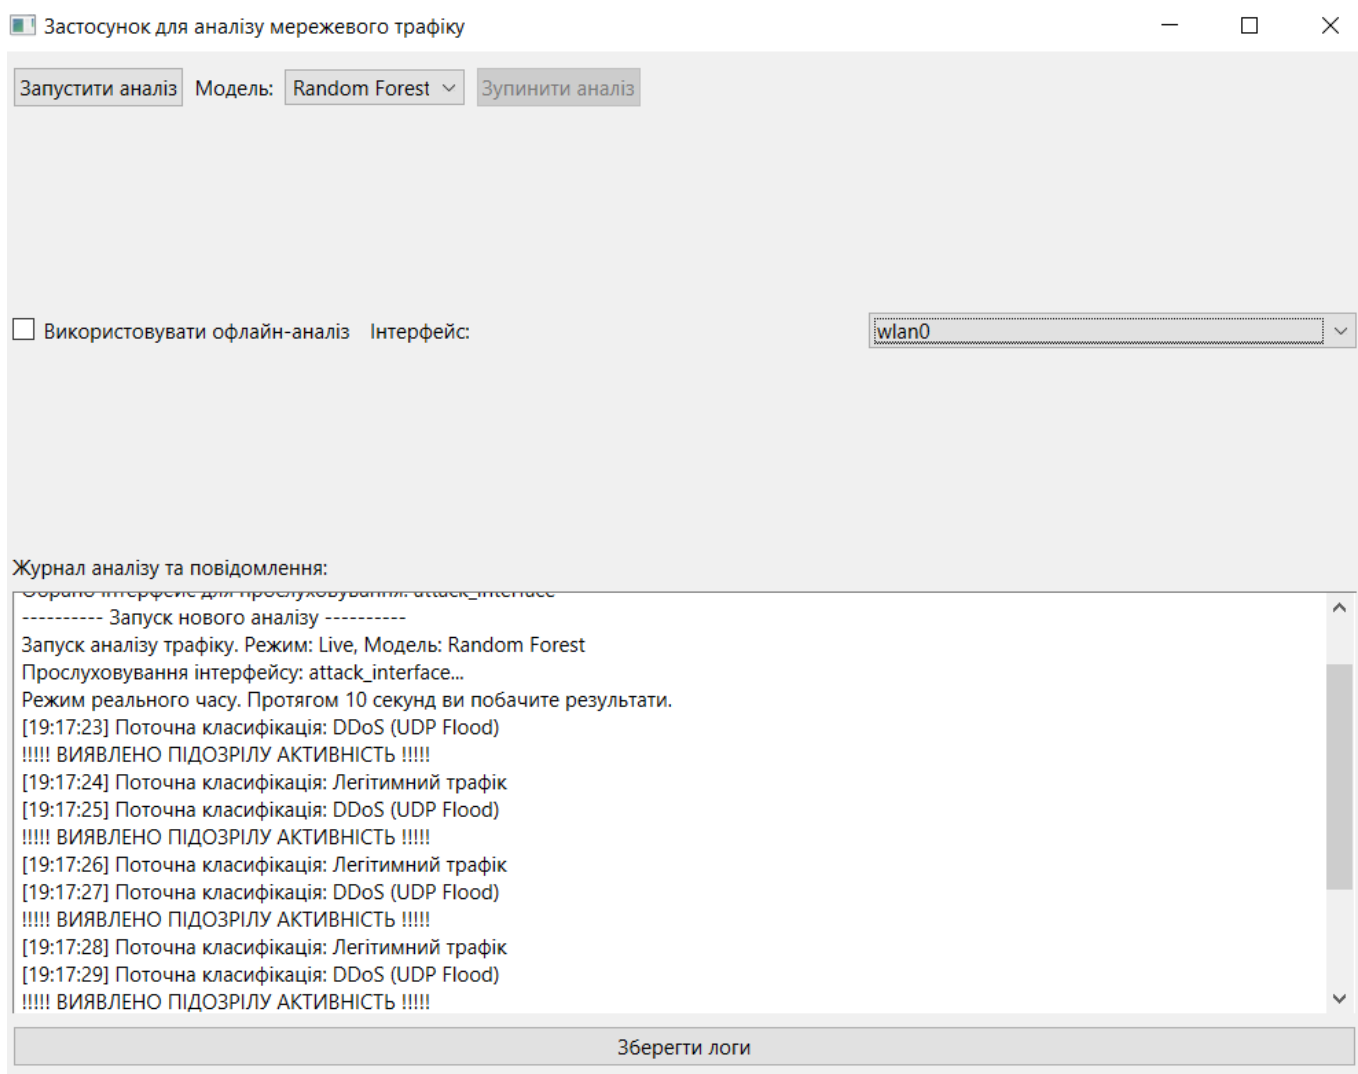 Застосунок для аналізу мережевого трафіку
Запустити аналіз Модель: Random Forest Зупинити аналіз
Використовувати офлайн-аналіз Інтерфейс: wlan0
Журнал аналізу та повідомлення:
Обрано інтерфейс для прослуховування: attack_interface
---------- Запуск нового аналізу ----------
Запуск аналізу трафіку. Режим: Live, Модель: Random Forest
Прослуховування інтерфейсу: attack_interface...
Режим реального часу. Протягом 10 секунд ви побачите результати.
[19:17:23] Поточна класифікація: DDoS (UDP Flood)
!!!!! ВИЯВЛЕНО ПІДОЗРІЛУ АКТИВНІСТЬ !!!!!
[19:17:24] Поточна класифікація: Легітимний трафік
[19:17:25] Поточна класифікація: DDoS (UDP Flood)
!!!!! ВИЯВЛЕНО ПІДОЗРІЛУ АКТИВНІСТЬ !!!!!
[19:17:26] Поточна класифікація: Легітимний трафік
[19:17:27] Поточна класифікація: DDoS (UDP Flood)
!!!!! ВИЯВЛЕНО ПІДОЗРІЛУ АКТИВНІСТЬ !!!!!
[19:17:28] Поточна класифікація: Легітимний трафік
[19:17:29] Поточна класифікація: DDoS (UDP Flood)
!!!!! ВИЯВЛЕНО ПІДОЗРІЛУ АКТИВНІСТЬ !!!!!
Зберегти логи